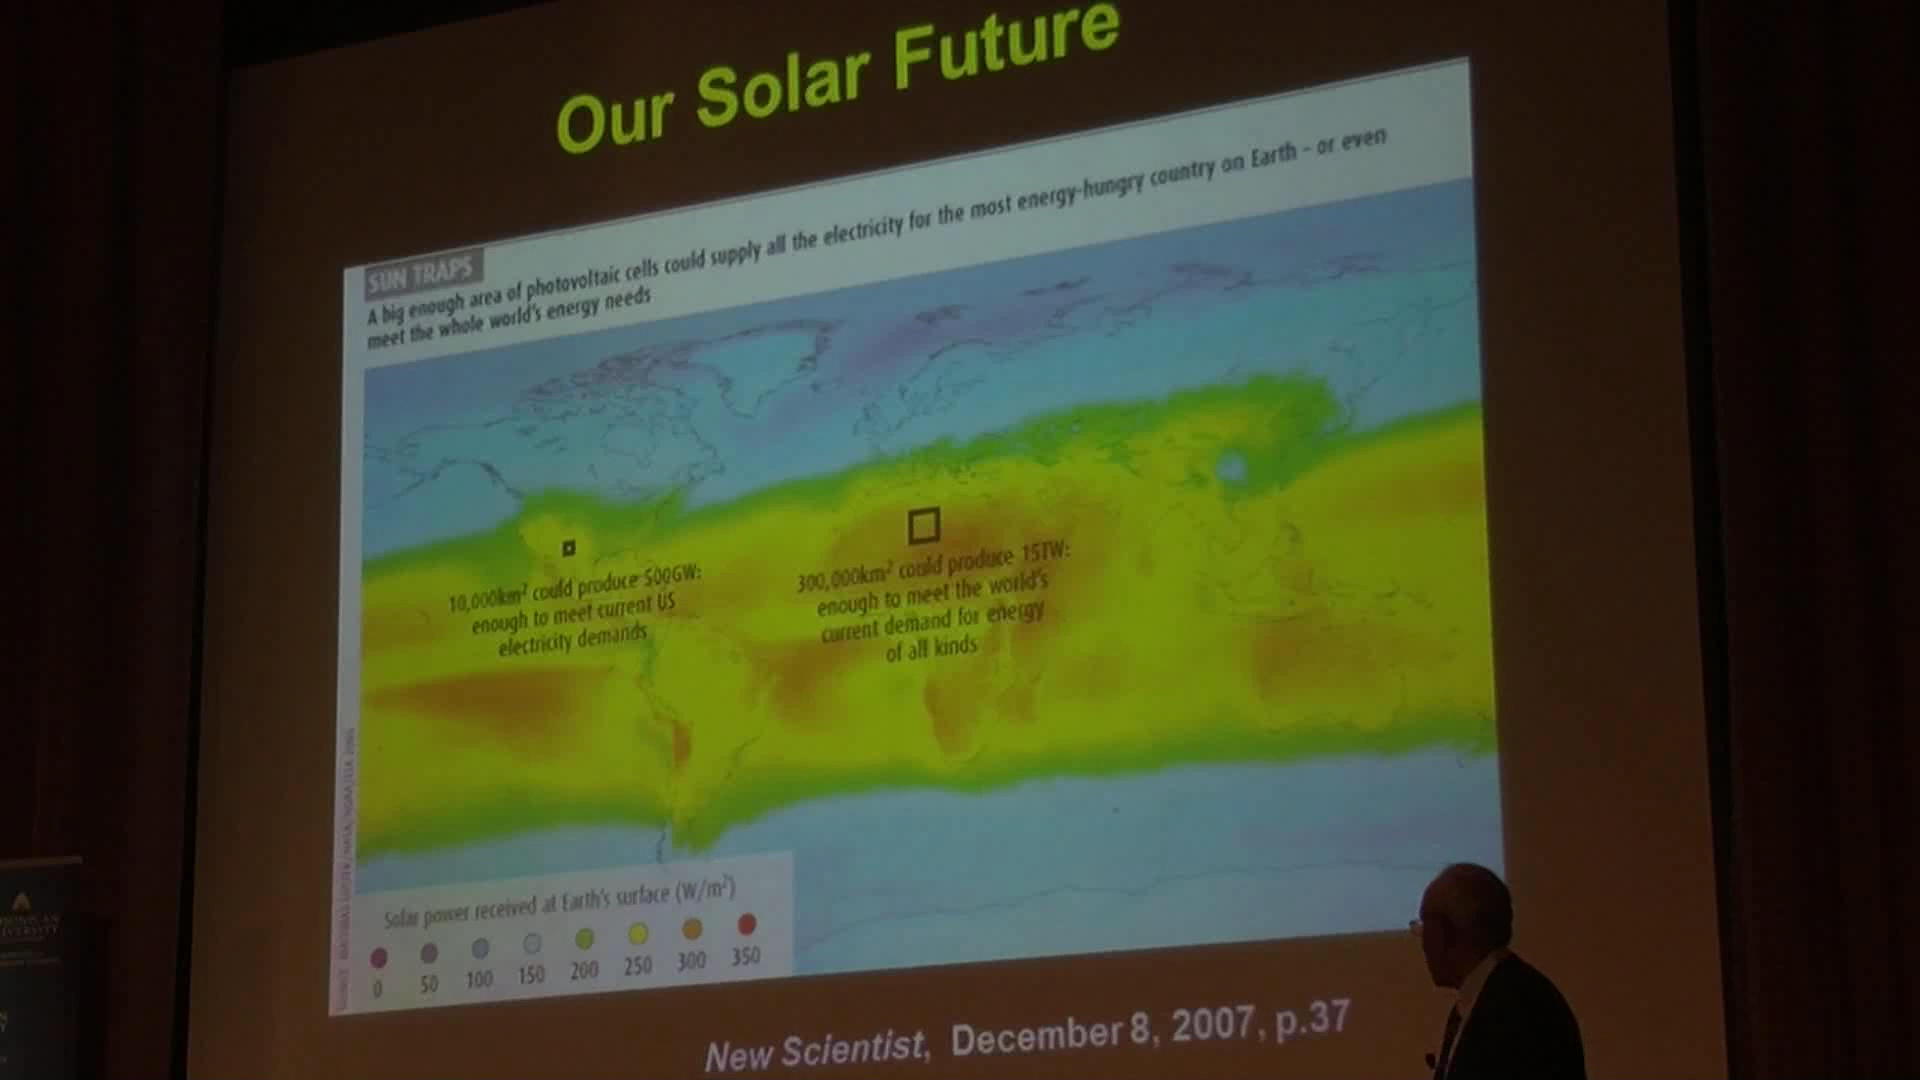 Our Solar Future
SUN TRAPS
A big enough area of photovoltaic cells could supply all the electricity for the most energy-hungry country on Earth - or even
meet the whole world's energy needs
10,000km² could produce 500GW:
enough to meet current US
electricity demands
300,000km² could produce 15TW:
enough to meet the world's
current demand for energy
of all kinds
Solar power received at Earth's surface (W/m²)
0 50 100 150 200 250 300 350
New Scientist, December 8, 2007, p.37